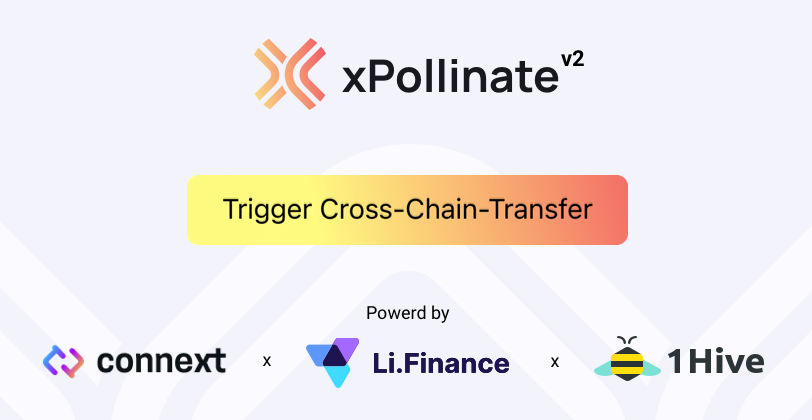 xPollinate v2
Trigger Cross-Chain-Transfer
Powerd by
connext x Li.Finance x 1Hive